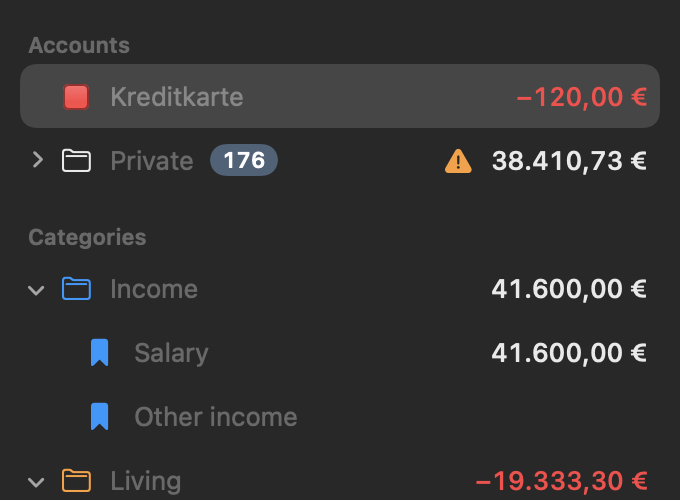 Accounts
Kreditkarte −120,00 €
Private 176 38.410,73 €
Categories
Income 41.600,00 €
Salary 41.600,00 €
Other income
Living −19.333,30 €